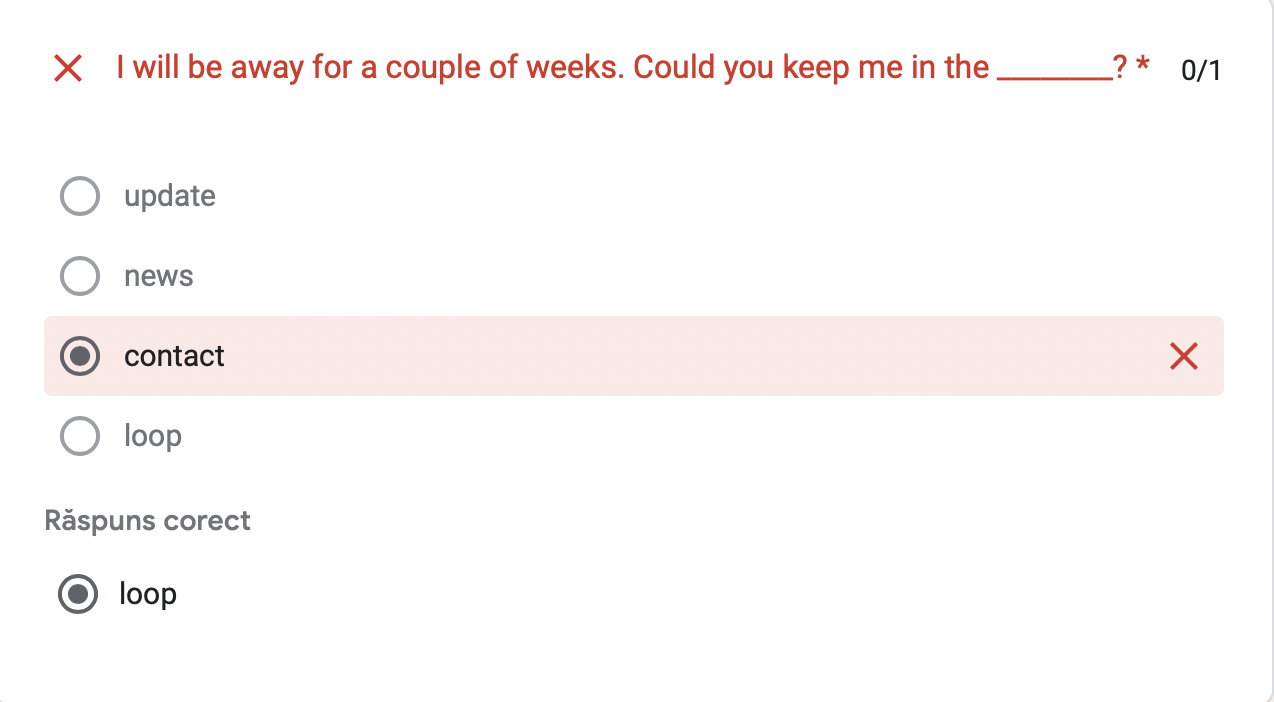 I will be away for a couple of weeks. Could you keep me in the ________? * 0/1
update
news
contact
loop
Răspuns corect
loop